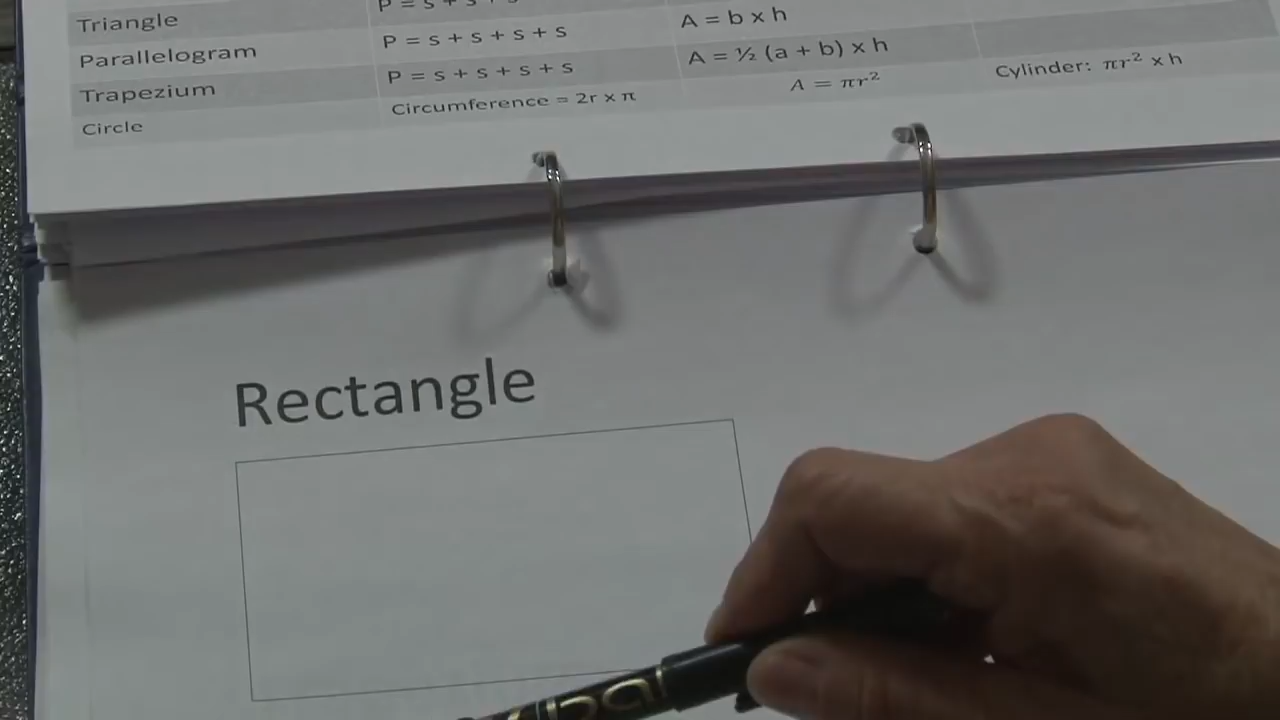 Triangle
Parallelogram P = s + s + s + s A = b x h
Trapezium P = s + s + s + s A = ½ (a + b) x h
Circle Circumference = 2r x π A = πr² Cylinder: πr² x h
Rectangle